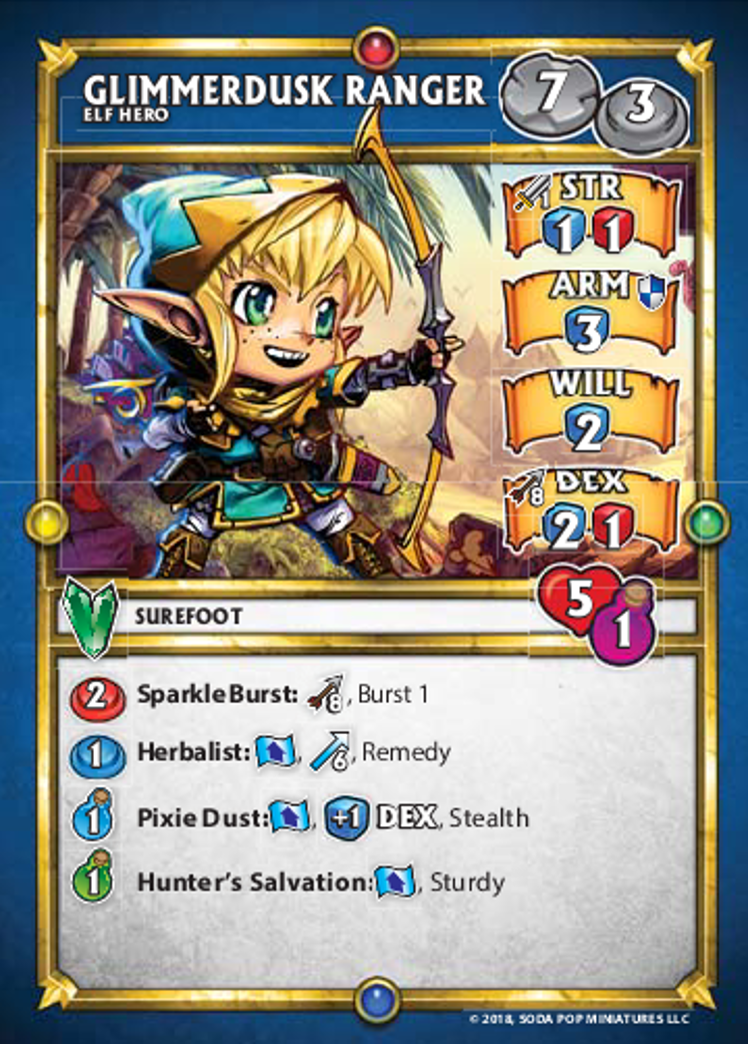 GLIMMERDUSK RANGER 7 3
ELF HERO
1 STR
1 1
ARM
3
WILL
2
8 DEX
2 1
SUREFOOT 5 1
2 SparkleBurst: 8, Burst 1
1 Herbalist: , 6, Remedy
1 Pixie Dust: , +1 DEX, Stealth
1 Hunter's Salvation: , Sturdy
© 2018, SODA POP MINIATURES LLC